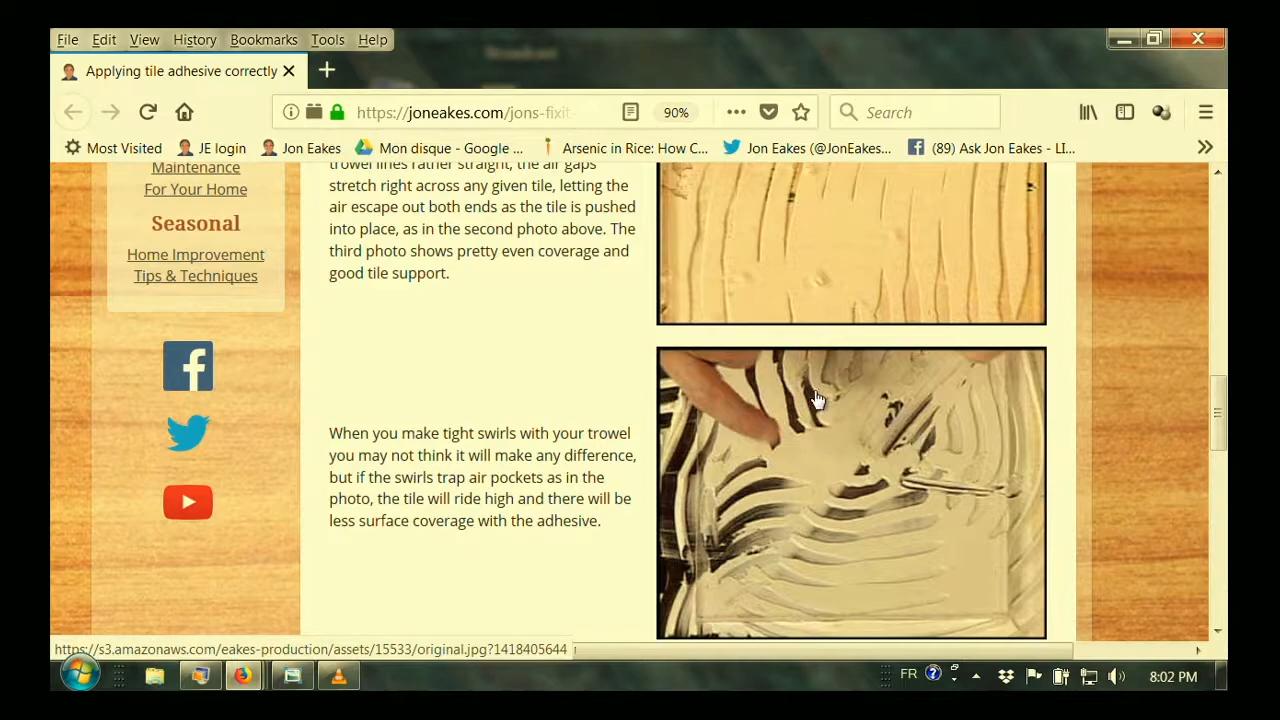 File Edit View History Bookmarks Tools Help
Applying tile adhesive correctly
https://joneakes.com/jons-fixit-
90%
Search
Most Visited JE login Jon Eakes Mon disque - Google ... Arsenic in Rice: How C... Jon Eakes (@JonEakes... (89) Ask Jon Eakes - LI...
Maintenance
For Your Home
Seasonal
Home Improvement
Tips & Techniques
trowel lines rather straight, the air gaps
stretch right across any given tile, letting the
air escape out both ends as the tile is pushed
into place, as in the second photo above. The
third photo shows pretty even coverage and
good tile support.
When you make tight swirls with your trowel
you may not think it will make any difference,
but if the swirls trap air pockets as in the
photo, the tile will ride high and there will be
less surface coverage with the adhesive.
https://s3.amazonaws.com/eakes-production/assets/15533/original.jpg?1418405644
FR 8:02 PM